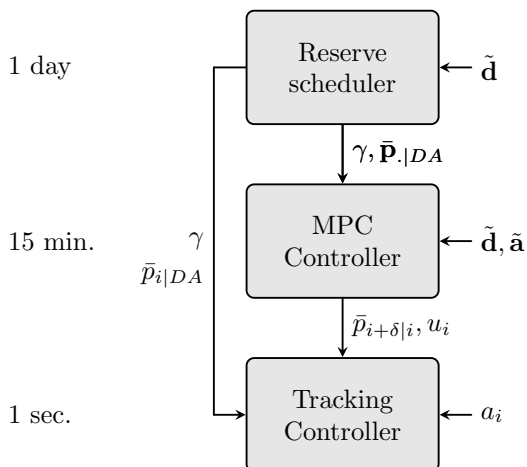 1 day
Reserve
scheduler
d̃
γ, p̄.|DA
15 min.
MPC
Controller
d̃, ã
γ
p̄i|DA
p̄i+δ|i, ui
1 sec.
Tracking
Controller
ai